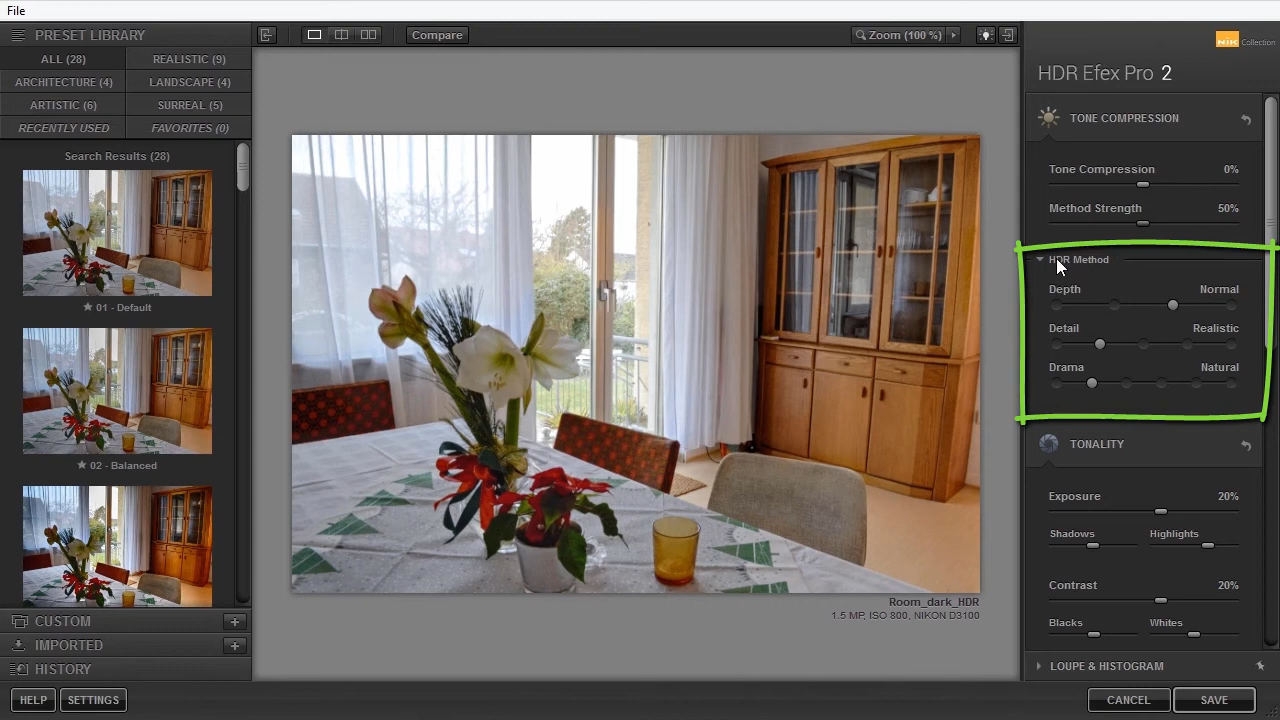 File
PRESET LIBRARY
Compare
Zoom (100 %)
Nik Collection
HDR Efex Pro 2
ALL (28)
REALISTIC (9)
ARCHITECTURE (4)
LANDSCAPE (4)
ARTISTIC (6)
SURREAL (5)
RECENTLY USED
FAVORITES (0)
Search Results (28)
01 - Default
02 - Balanced
CUSTOM
IMPORTED
HISTORY
HELP
SETTINGS
Room_dark_HDR
1.5 MP, ISO 800, NIKON D3100
TONE COMPRESSION
Tone Compression 0%
Method Strength 50%
HDR Method
Depth Normal
Detail Realistic
Drama Natural
TONALITY
Exposure 20%
Shadows Highlights
Contrast 20%
Blacks Whites
LOUPE & HISTOGRAM
CANCEL
SAVE